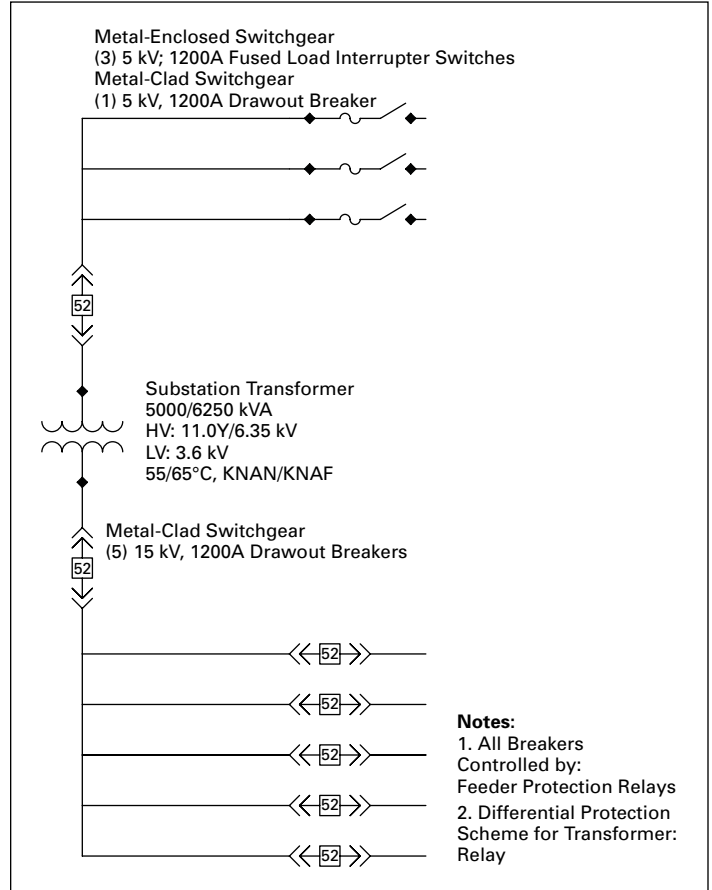 Metal-Enclosed Switchgear
(3) 5 kV; 1200A Fused Load Interrupter Switches
Metal-Clad Switchgear
(1) 5 kV, 1200A Drawout Breaker
52
Substation Transformer
5000/6250 kVA
HV: 11.0Y/6.35 kV
LV: 3.6 kV
55/65°C, KNAN/KNAF
Metal-Clad Switchgear
(5) 15 kV, 1200A Drawout Breakers
52
52
52
52
52
52
Notes:
1. All Breakers
Controlled by:
Feeder Protection Relays
2. Differential Protection
Scheme for Transformer:
Relay